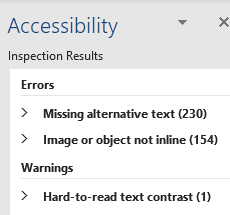 Accessibility
Inspection Results
Errors
Missing alternative text (230)
Image or object not inline (154)
Warnings
Hard-to-read text contrast (1)